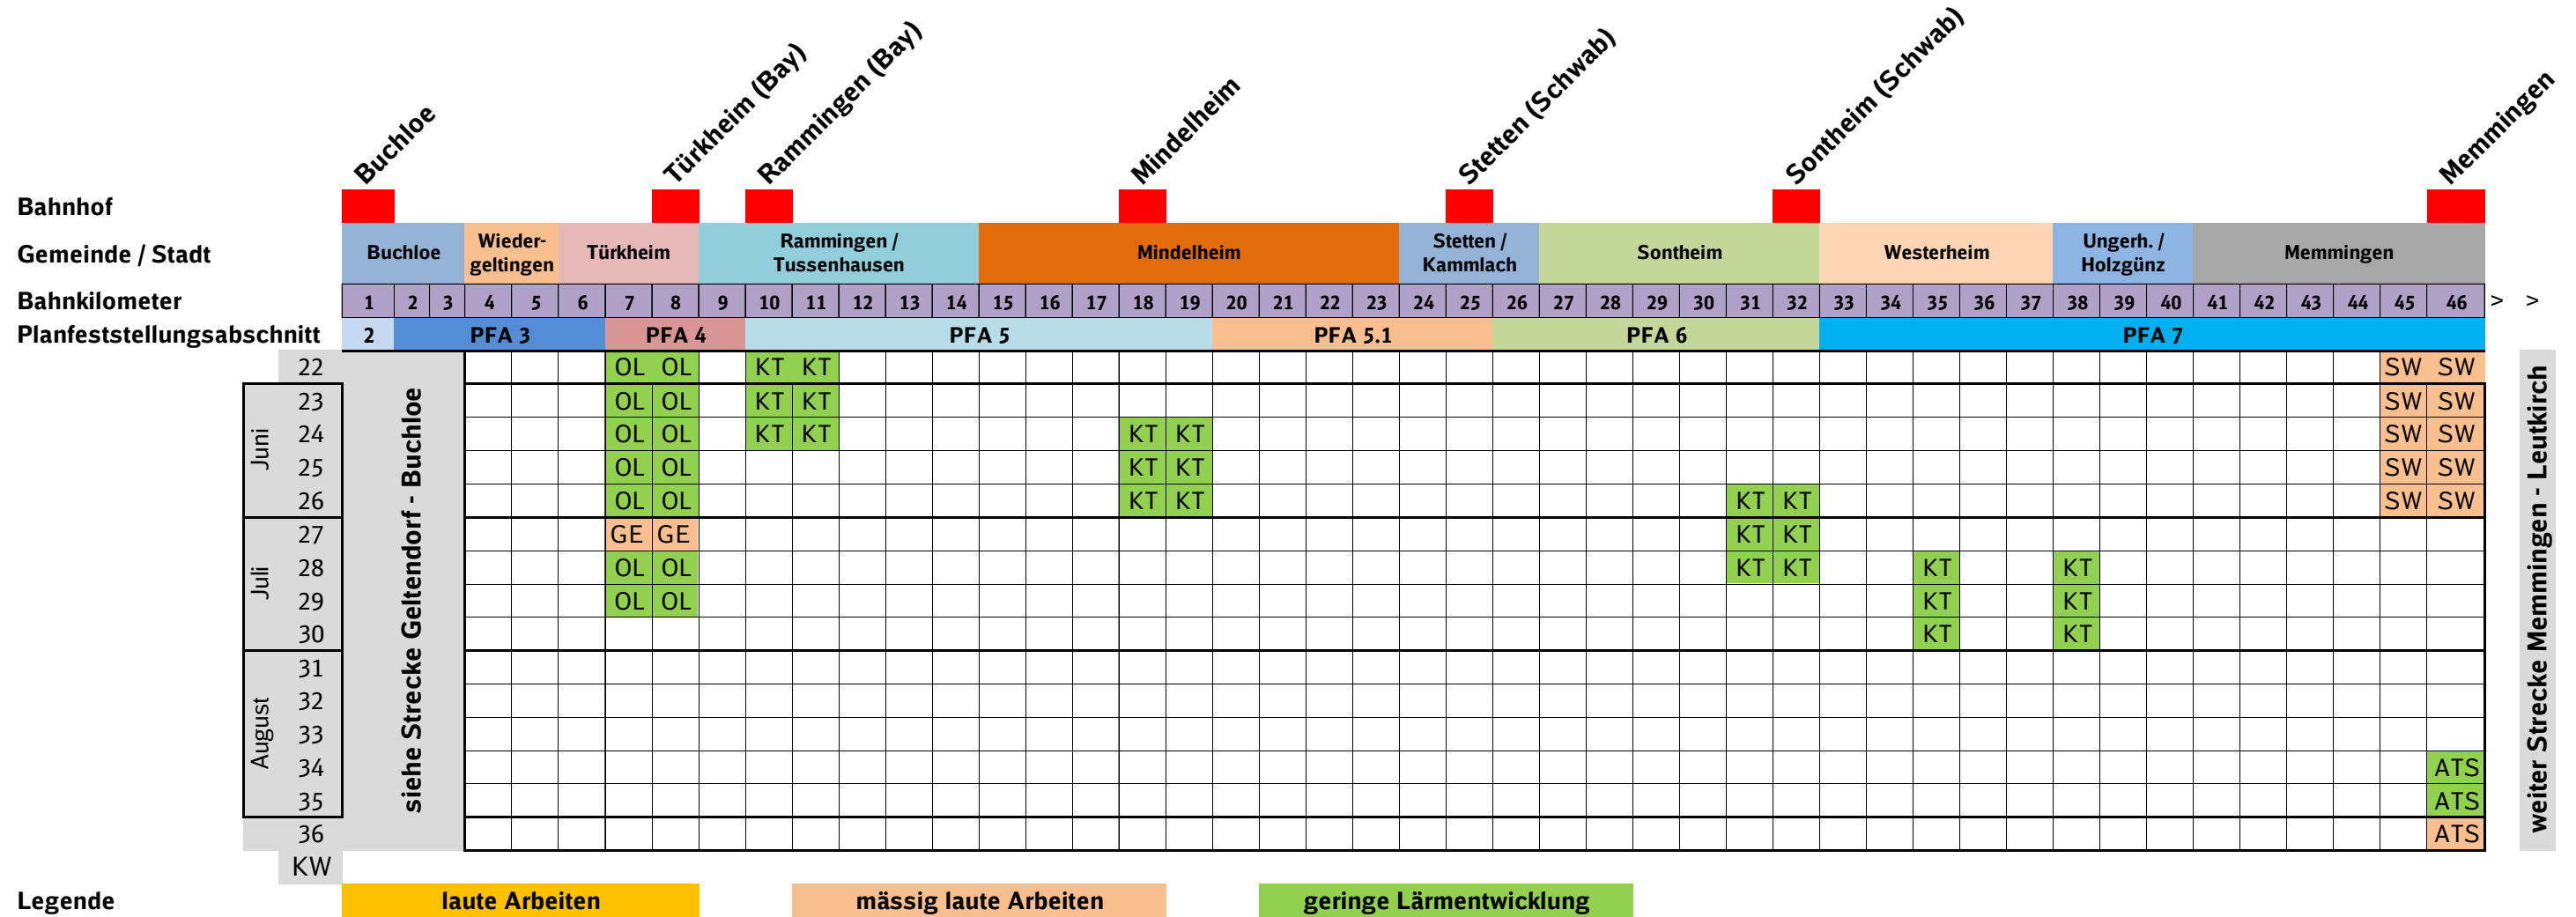 Buchloe
Türkheim (Bay)
Rammingen (Bay)
Mindelheim
Stetten (Schwab)
Sontheim (Schwab)
Memmingen
Bahnhof
Gemeinde / Stadt
Buchloe
Wieder-
geltingen
Türkheim
Rammingen /
Tussenhausen
Mindelheim
Stetten /
Kammlach
Sontheim
Westerheim
Ungerh. /
Holzgünz
Memmingen
Bahnkilometer 1 2 3 4 5 6 7 8 9 10 11 12 13 14 15 16 17 18 19 20 21 22 23 24 25 26 27 28 29 30 31 32 33 34 35 36 37 38 39 40 41 42 43 44 45 46 > >
Planfeststellungsabschnitt 2 PFA 3 PFA 4 PFA 5 PFA 5.1 PFA 6 PFA 7
siehe Strecke Geltendorf - Buchloe
weiter Strecke Memmingen - Leutkirch
22 OL OL KT KT SW SW
Juni
23 OL OL KT KT SW SW
24 OL OL KT KT KT KT SW SW
25 OL OL KT KT SW SW
26 OL OL KT KT KT KT SW SW
Juli
27 GE GE KT KT
28 OL OL KT KT KT KT
29 OL OL KT KT
30 KT KT
August
31
32
33
34 ATS
35 ATS
36 ATS
KW
Legende laute Arbeiten mässig laute Arbeiten geringe Lärmentwicklung